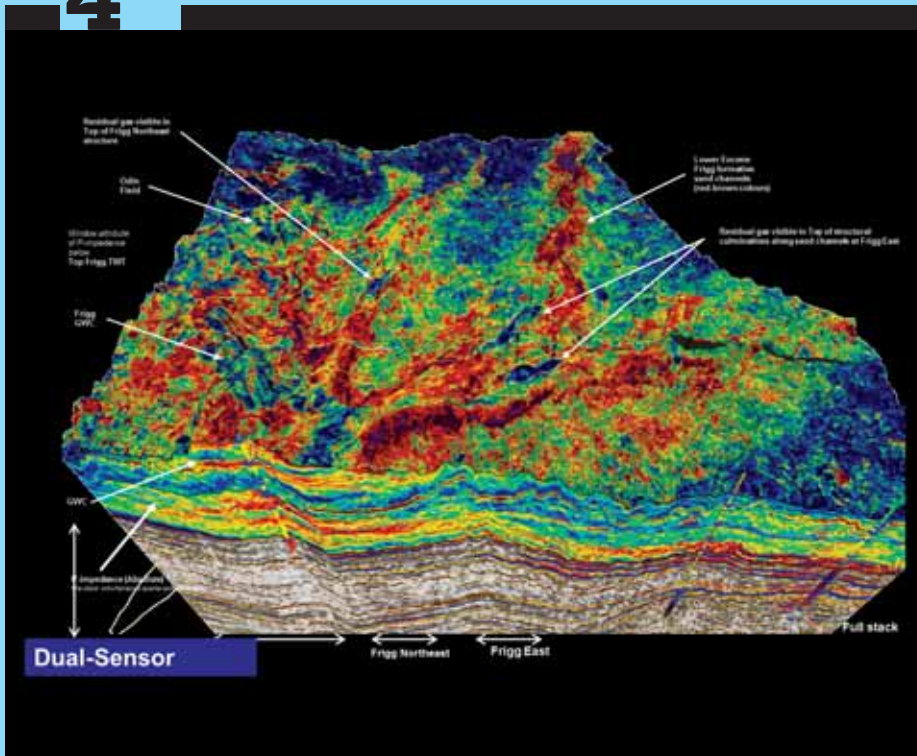 4
Residual gas visible in
Top of Frigg Northeast
structure
Odin
Field
Window attribute
of P-impedance
below
Top Frigg TWT
Frigg
GWC
Lower Eocene
Frigg formation
sand channels
(red-brown colours)
Residual gas visible in Top of structural
culminations along sand channels at Frigg East
GWC
P-impedance (Absolute)
Full stack
Dual-Sensor
Frigg Northeast
Frigg East